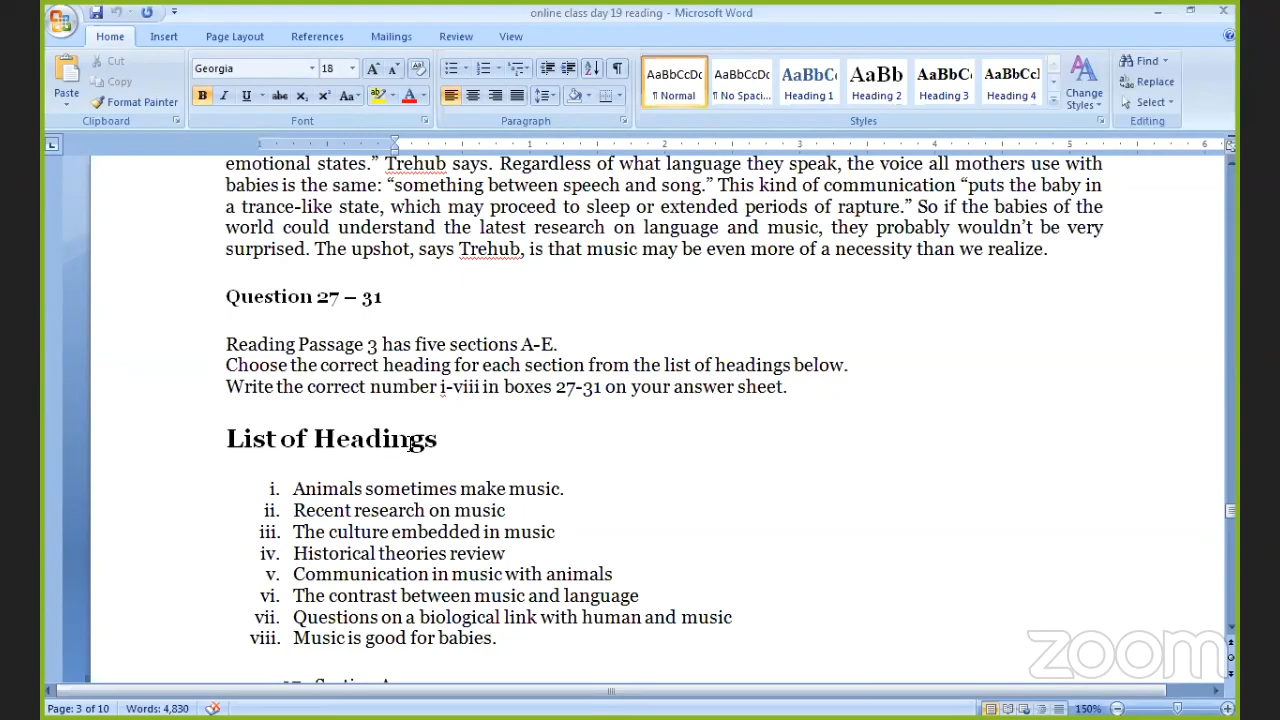 online class day 19 reading - Microsoft Word
Home Insert Page Layout References Mailings Review View
Paste
Cut
Copy
Format Painter
Clipboard
Georgia 18
Font
Paragraph
AaBbCcDc AaBbCcDc AaBbC AaBb AaBbC AaBbCcI
¶ Normal ¶ No Spaci... Heading 1 Heading 2 Heading 3 Heading 4
Change
Styles
Styles
Find
Replace
Select
Editing
emotional states.” Trehub says. Regardless of what language they speak, the voice all mothers use with
babies is the same: “something between speech and song.” This kind of communication “puts the baby in
a trance-like state, which may proceed to sleep or extended periods of rapture.” So if the babies of the
world could understand the latest research on language and music, they probably wouldn’t be very
surprised. The upshot, says Trehub, is that music may be even more of a necessity than we realize.
Question 27 – 31
Reading Passage 3 has five sections A-E.
Choose the correct heading for each section from the list of headings below.
Write the correct number i-viii in boxes 27-31 on your answer sheet.
List of Headings
i. Animals sometimes make music.
ii. Recent research on music
iii. The culture embedded in music
iv. Historical theories review
v. Communication in music with animals
vi. The contrast between music and language
vii. Questions on a biological link with human and music
viii. Music is good for babies.
zoom
Page: 3 of 10 Words: 4,830 150%